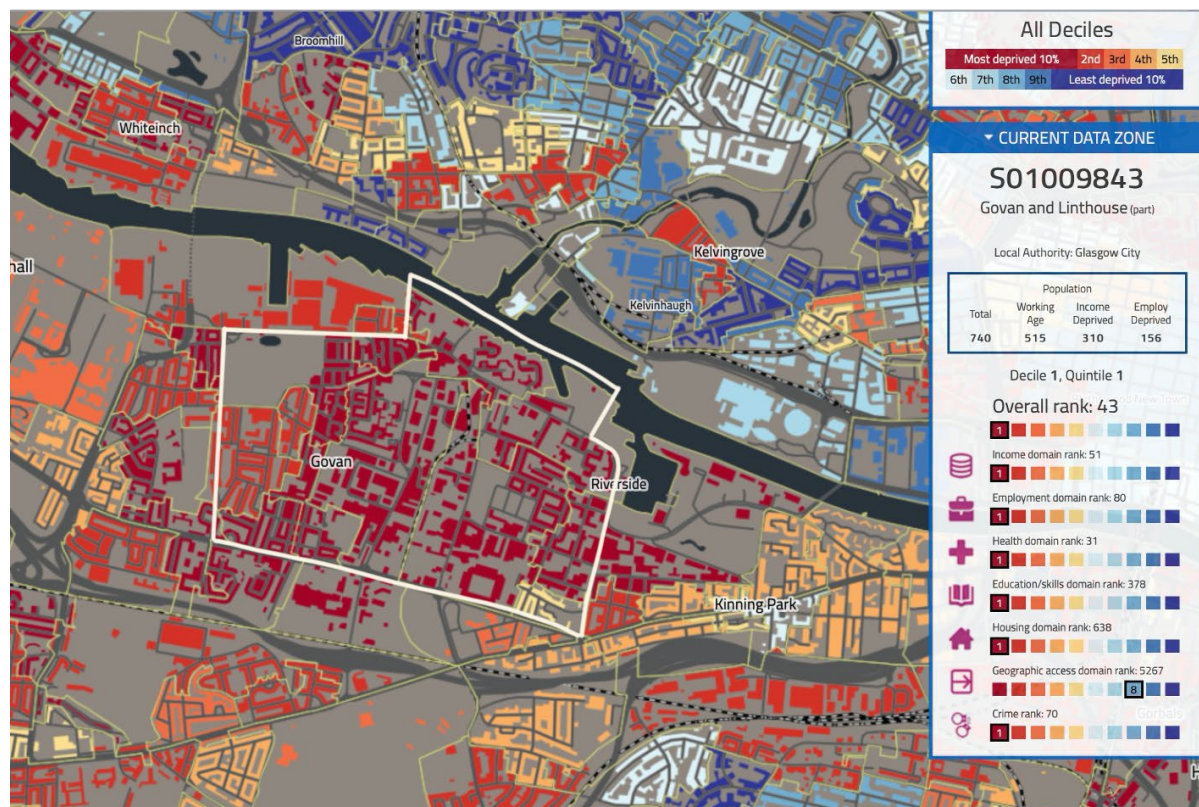 Broomhill
Whiteinch
Kelvingrove
Kelvinhaugh
hall
Govan
Riverside
Kinning Park
All Deciles
Most deprived 10% 2nd 3rd 4th 5th
6th 7th 8th 9th Least deprived 10%
CURRENT DATA ZONE
S01009843
Govan and Linthouse (part)
Local Authority: Glasgow City
Population
Total Working Age Income Deprived Employ Deprived
740 515 310 156
Decile 1, Quintile 1
Overall rank: 43
1
Income domain rank: 51
1
Employment domain rank: 80
1
Health domain rank: 31
1
Education/skills domain rank: 378
1
Housing domain rank: 638
1
Geographic access domain rank: 5267
8
Crime rank: 70
1
Gorbals
H